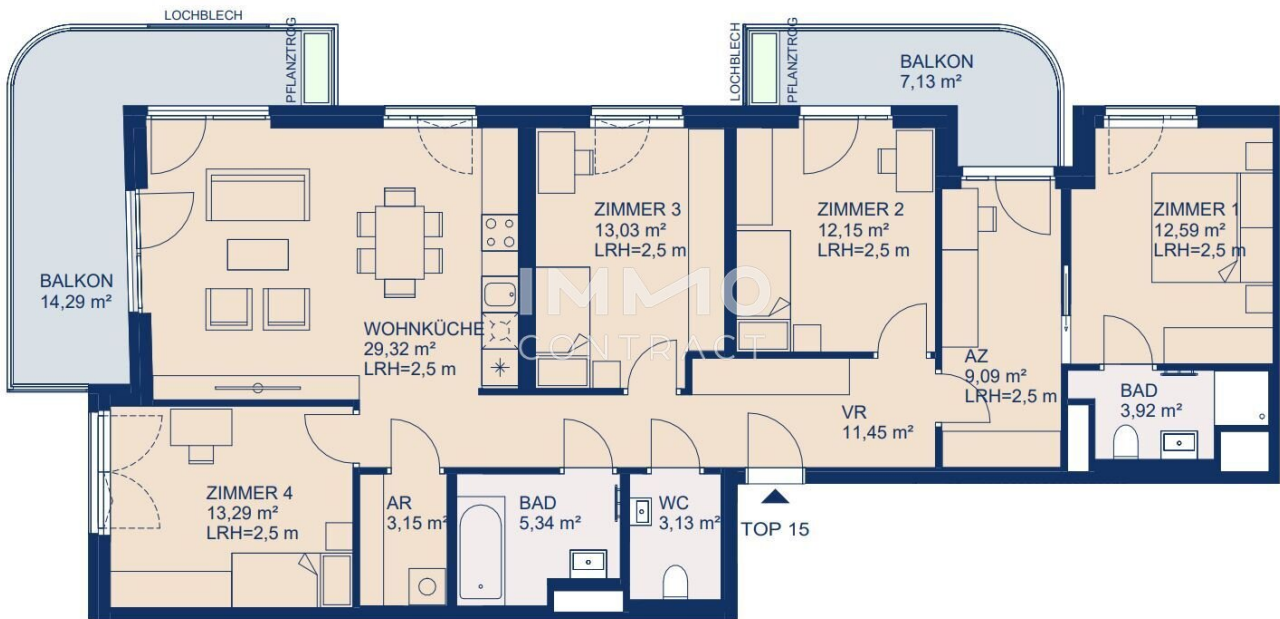 LOCHBLECH
PFLANZTROG
LOCHBLECH
PFLANZTROG
BALKON
7,13 m²
BALKON
14,29 m²
WOHNKÜCHE
29,32 m²
LRH=2,5 m
ZIMMER 3
13,03 m²
LRH=2,5 m
ZIMMER 2
12,15 m²
LRH=2,5 m
ZIMMER 1
12,59 m²
LRH=2,5 m
IMMO
CONTRACT
AZ
9,09 m²
LRH=2,5 m
BAD
3,92 m²
VR
11,45 m²
ZIMMER 4
13,29 m²
LRH=2,5 m
AR
3,15 m²
BAD
5,34 m²
WC
3,13 m²
TOP 15